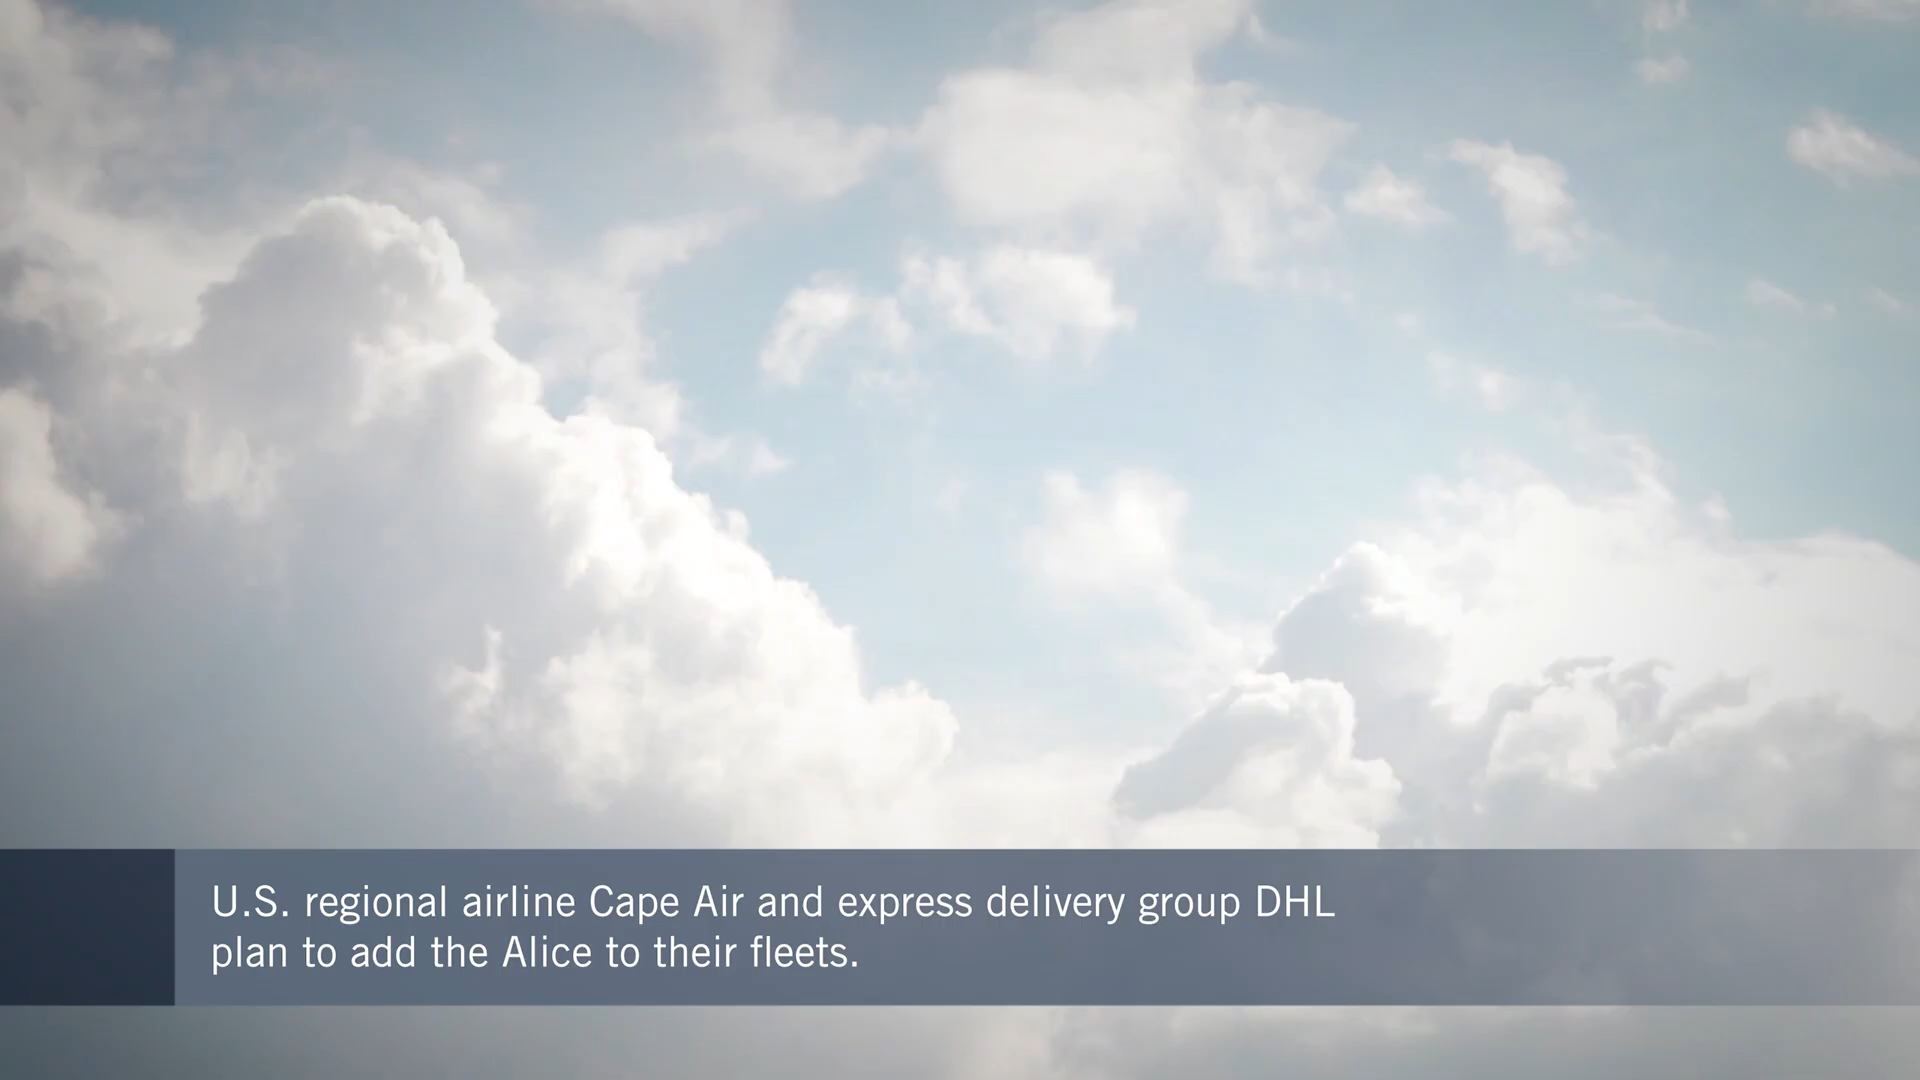 U.S. regional airline Cape Air and express delivery group DHL
plan to add the Alice to their fleets.